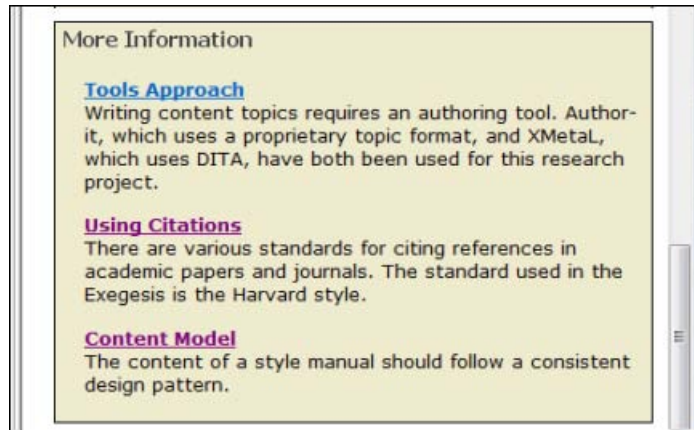 More Information
Tools Approach
Writing content topics requires an authoring tool. Author-
it, which uses a proprietary topic format, and XMetaL,
which uses DITA, have both been used for this research
project.
Using Citations
There are various standards for citing references in
academic papers and journals. The standard used in the
Exegesis is the Harvard style.
Content Model
The content of a style manual should follow a consistent
design pattern.